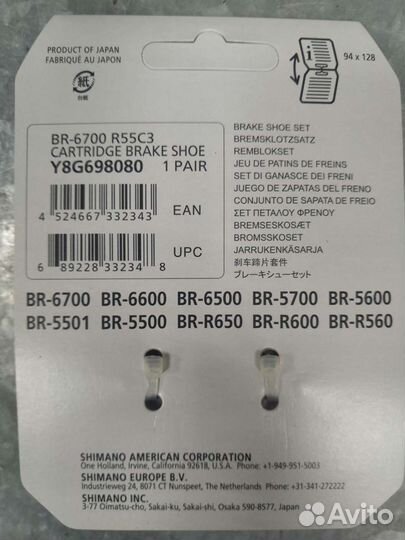 PRODUCT OF JAPAN
FABRIQUÉ AU JAPON
紙
台紙
i
94 x 128
BR-6700 R55C3
CARTRIDGE BRAKE SHOE
Y8G698080 1 PAIR
4 524667 332343 EAN
UPC
6 89228 33234 8
BRAKE SHOE SET
BREMSKLOTZSATZ
REMBLOKSET
JEU DE PATINS DE FREINS
SET DI GANASCE DEI FRENI
JUEGO DE ZAPATAS DEL FRENO
CONJUNTO DE SAPATA DE FREIO
ΣΕΤ ΠΕΤΑΛΟΥ ΦΡΕΝΟΥ
BREMSESKOSÆT
BROMSSKOSET
JARRUKENKÄSARJA
刹车蹄片套件
ブレーキシューセット
BR-6700 BR-6600 BR-6500 BR-5700 BR-5600
BR-5501 BR-5500 BR-R650 BR-R600 BR-R560
SHIMANO AMERICAN CORPORATION
One Holland, Irvine, California 92618, U.S.A. Phone: +1-949-951-5003
SHIMANO EUROPE B.V.
Industrieweg 24, 8071 CT Nunspeet, The Netherlands Phone: +31-341-272222
SHIMANO INC.
3-77 Oimatsu-cho, Sakai-ku, Sakai City, Osaka 590-8577, Japan
Avito